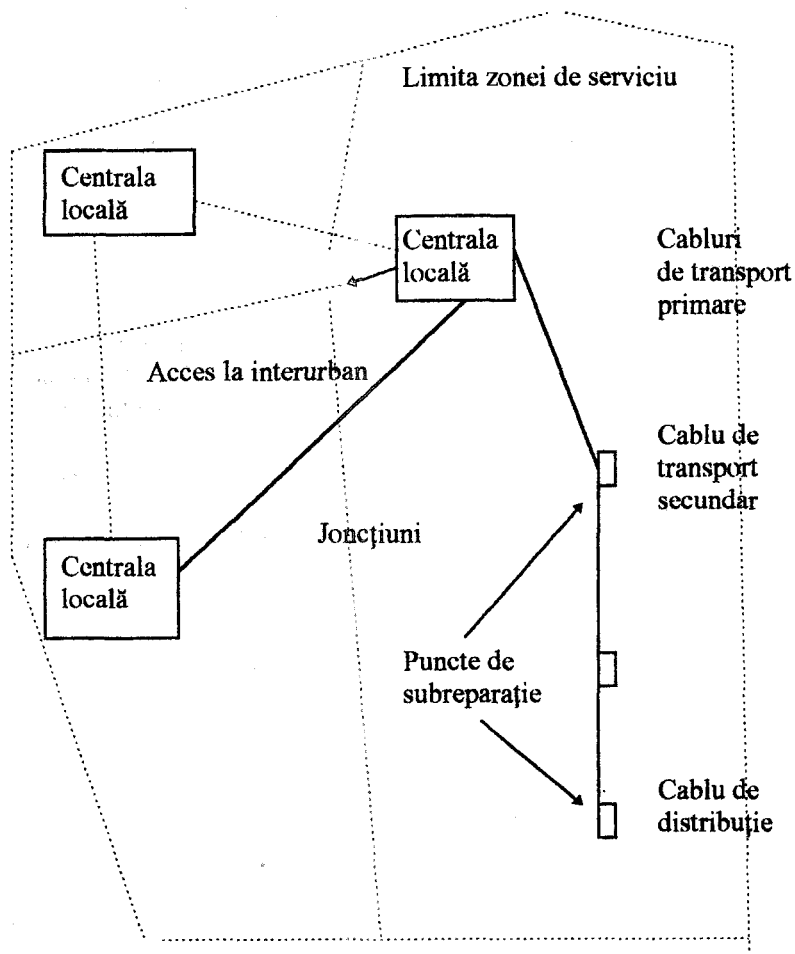 Limita zonei de serviciu
Centrala
locală
Centrala
locală
Cabluri
de transport
primare
Acces la interurban
Cablu de
transport
secundar
Joncțiuni
Centrala
locală
Puncte de
subreparație
Cablu de
distribuție